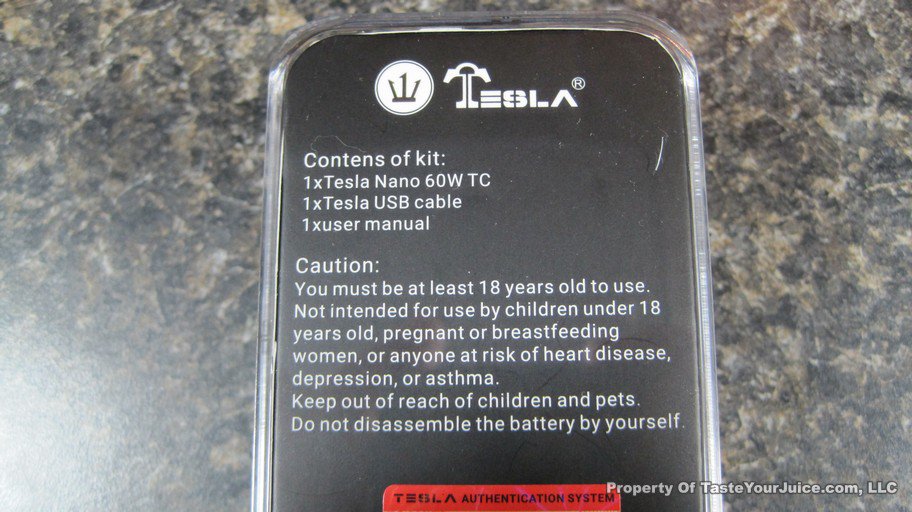 TESLA®
Contens of kit:
1xTesla Nano 60W TC
1xTesla USB cable
1xuser manual
Caution:
You must be at least 18 years old to use.
Not intended for use by children under 18
years old, pregnant or breastfeeding
women, or anyone at risk of heart disease,
depression, or asthma.
Keep out of reach of children and pets.
Do not disassemble the battery by yourself.
TESLA AUTHENTICATION SYSTEM
Property Of TasteYourJuice.com, LLC